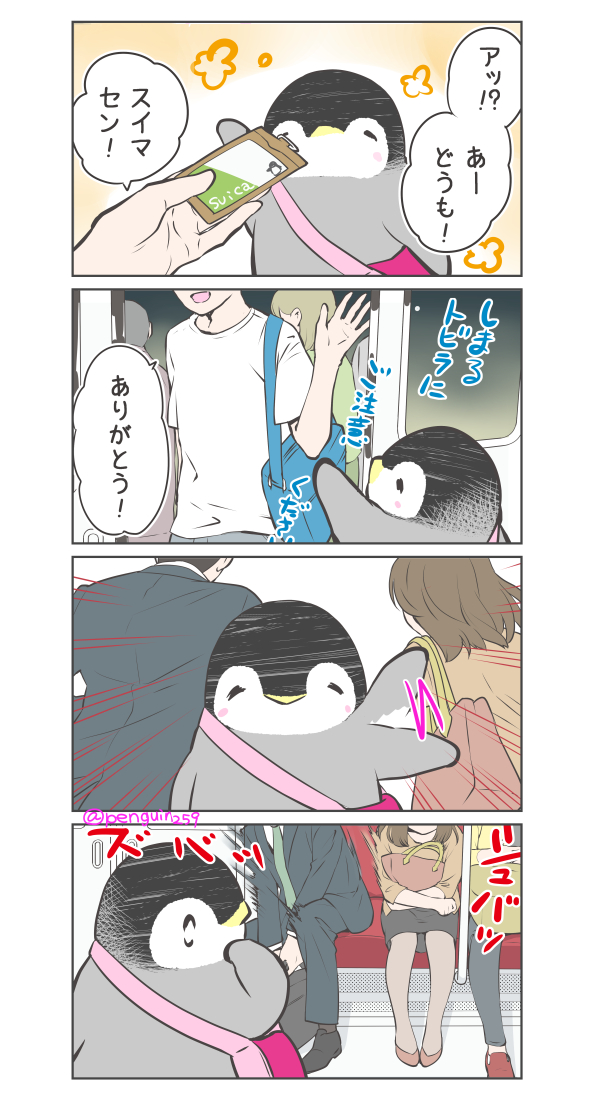 アッ!?
あー
どうも!
スイマ
セン!
suica
しまる
トビラに
ご注意
くださ
ありがとう!
@penguin259
ズバッ
シュバッ